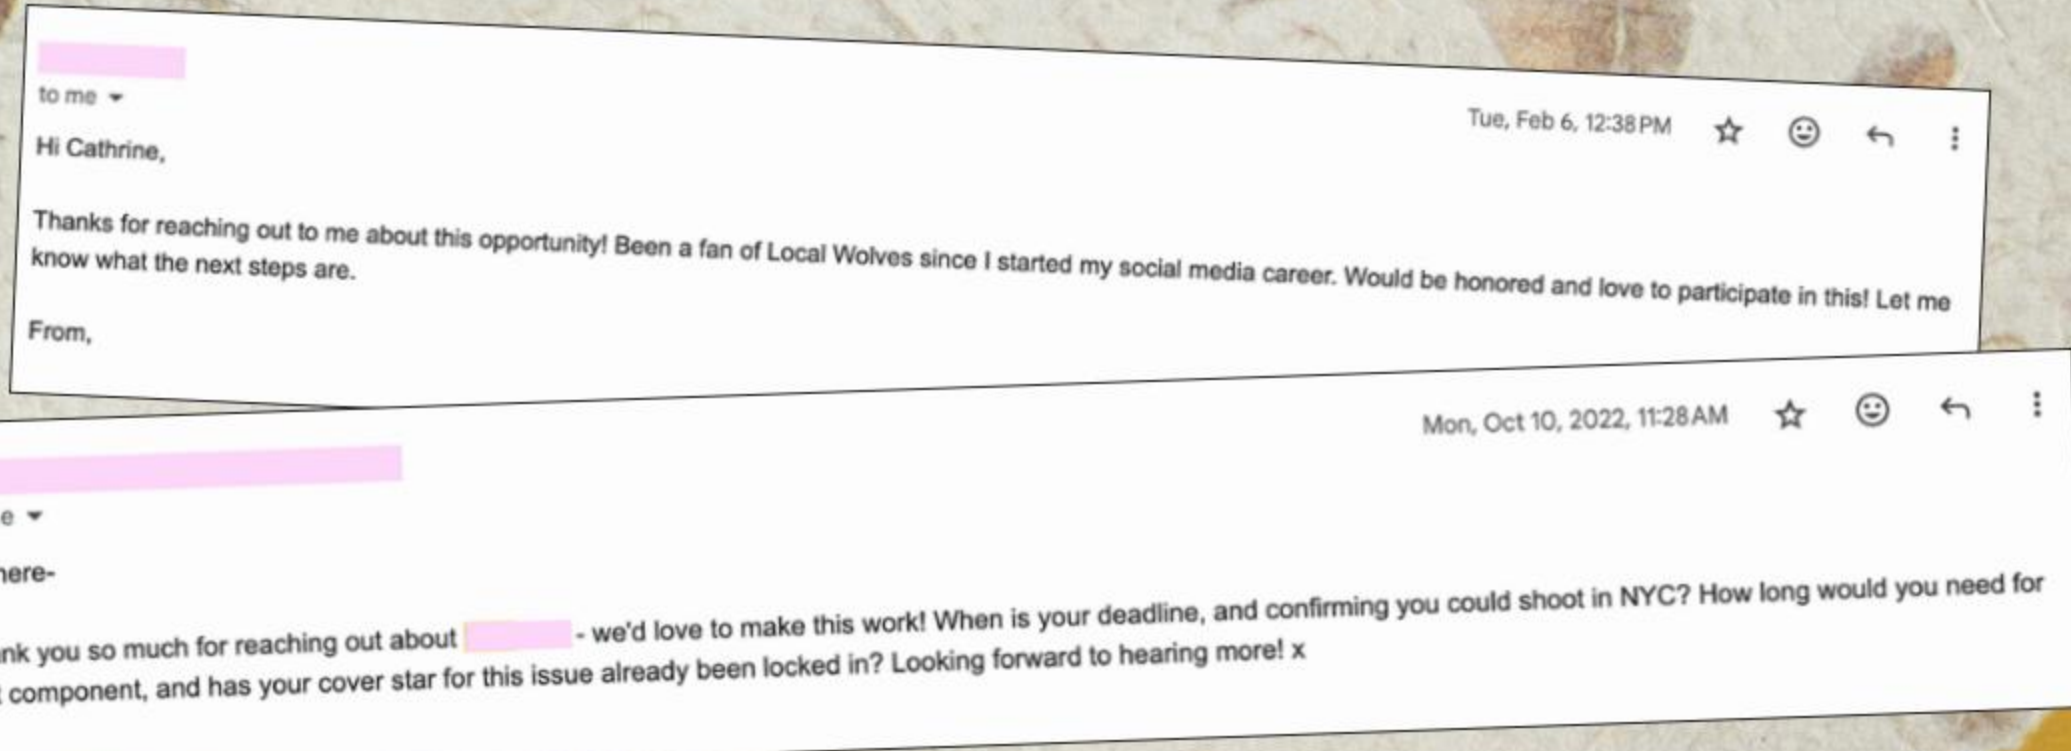 to me
Tue, Feb 6, 12:38 PM
Hi Cathrine,
Thanks for reaching out to me about this opportunity! Been a fan of Local Wolves since I started my social media career. Would be honored and love to participate in this! Let me
know what the next steps are.
From,
Mon, Oct 10, 2022, 11:28 AM
e
here-
nk you so much for reaching out about - we'd love to make this work! When is your deadline, and confirming you could shoot in NYC? How long would you need for
component, and has your cover star for this issue already been locked in? Looking forward to hearing more! x